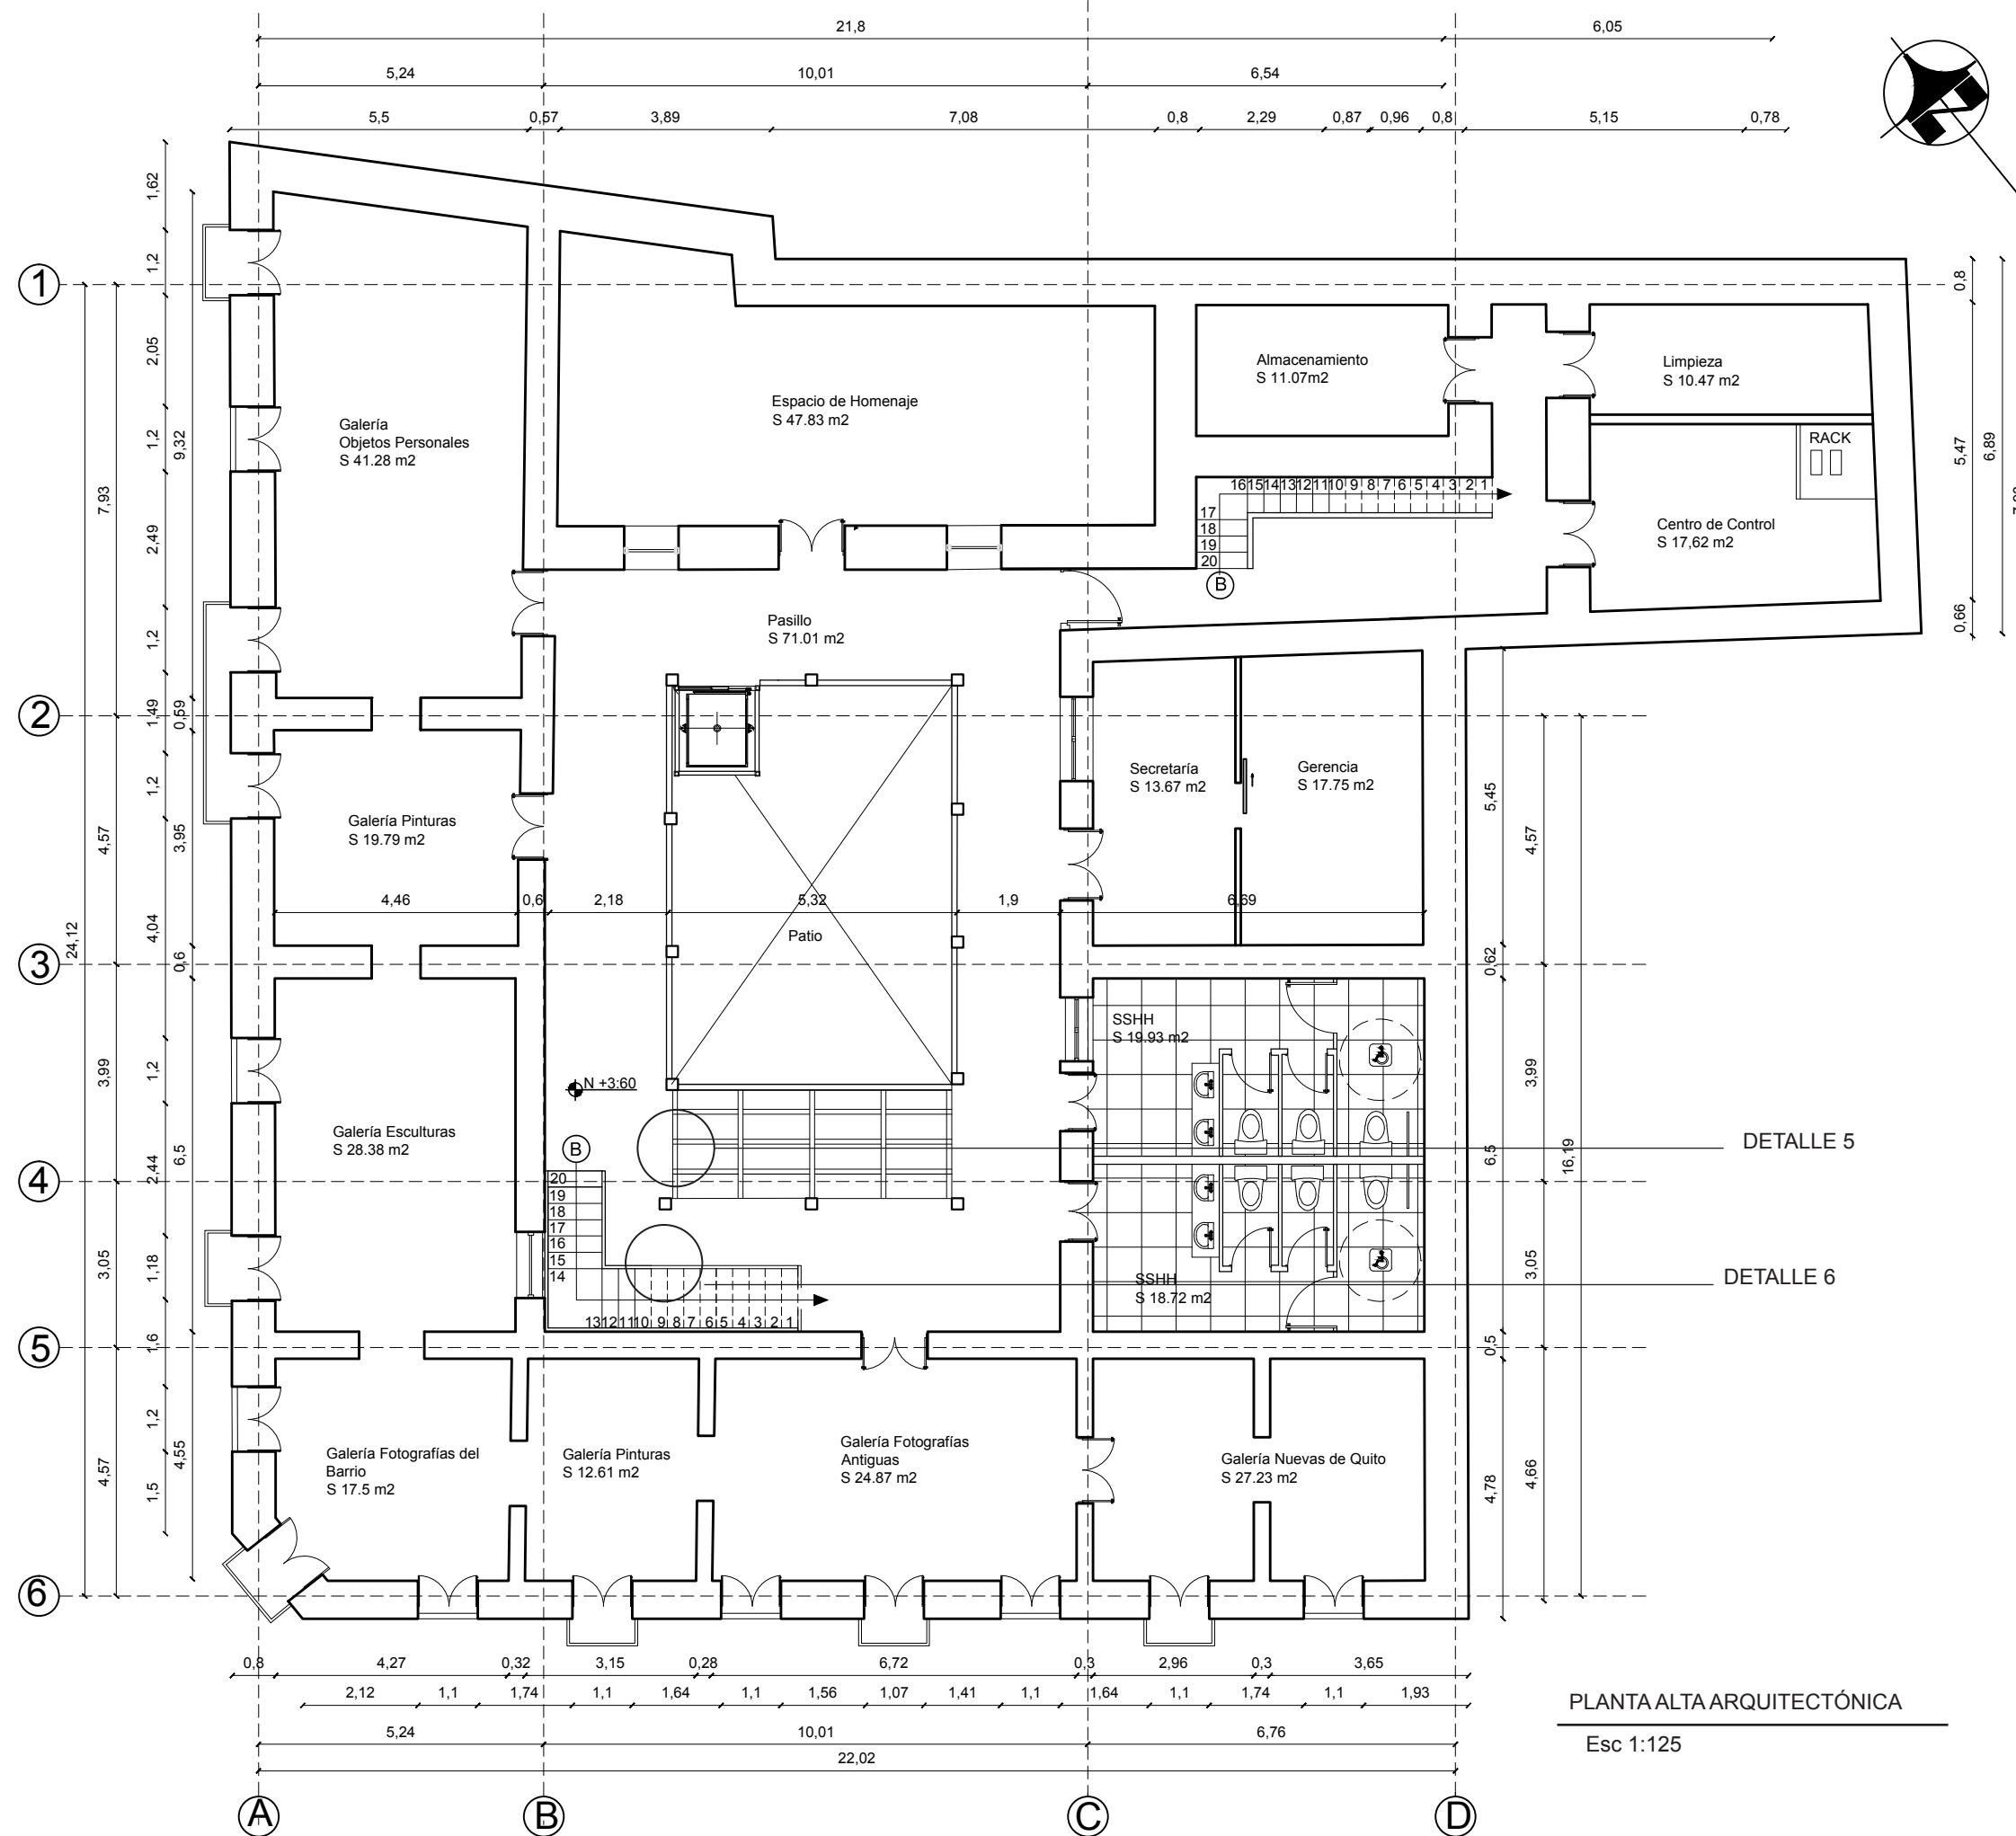 21,8
6,05
5,24
10,01
6,54
5,5
0,57
3,89
7,08
0,8
2,29
0,87
0,96
0,8
5,15
0,78
1
2
3
4
5
6
24,12
7,93
4,57
3,99
3,05
4,57
1,62
1,2
2,05
1,2
2,49
1,2
1,49
1,2
4,04
1,2
2,44
1,18
1,6
1,2
1,5
9,32
0,59
3,95
0,6
6,5
4,55
Galería
Objetos Personales
S 41.28 m2
Espacio de Homenaje
S 47.83 m2
Almacenamiento
S 11.07m2
Limpieza
S 10.47 m2
RACK
Centro de Control
S 17,62 m2
0,8
5,47
0,66
6,89
16 15 14 13 12 11 10 9 8 7 6 5 4 3 2 1
17
18
19
20
B
Pasillo
S 71.01 m2
Secretaría
S 13.67 m2
Gerencia
S 17.75 m2
Galería Pinturas
S 19.79 m2
4,46
0,6
2,18
5,32
1,9
6,69
Patio
5,45
0,62
6,5
0,5
4,78
4,57
3,99
3,05
4,66
16,19
SSHH
S 19.93 m2
N +3:60
Galería Esculturas
S 28.38 m2
DETALLE 5
B
20
19
18
17
16
15
14
13 12 11 10 9 8 7 6 5 4 3 2 1
SSHH
S 18.72 m2
DETALLE 6
Galería Fotografías del
Barrio
S 17.5 m2
Galería Pinturas
S 12.61 m2
Galería Fotografías
Antiguas
S 24.87 m2
Galería Nuevas de Quito
S 27.23 m2
0,8
4,27
0,32
3,15
0,28
6,72
0,3
2,96
0,3
3,65
2,12
1,1
1,74
1,1
1,64
1,1
1,56
1,07
1,41
1,1
1,64
1,1
1,74
1,1
1,93
5,24
10,01
6,76
22,02
PLANTA ALTA ARQUITECTÓNICA
Esc 1:125
A
B
C
D